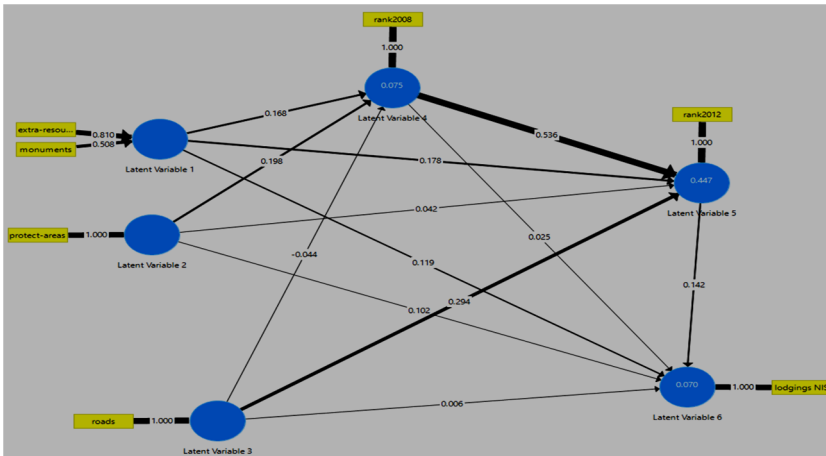 rank2008
1.000
0.075
Latent Variable 4
rank2012
1.000
0.447
Latent Variable 5
extra-resou...
0.810
monuments
0.508
Latent Variable 1
0.168
0.536
0.178
0.198
0.042
protect-areas
1.000
Latent Variable 2
0.025
-0.044
0.119
0.102
0.294
0.142
0.070
1.000
lodgings NIS
Latent Variable 6
roads
1.000
Latent Variable 3
0.006